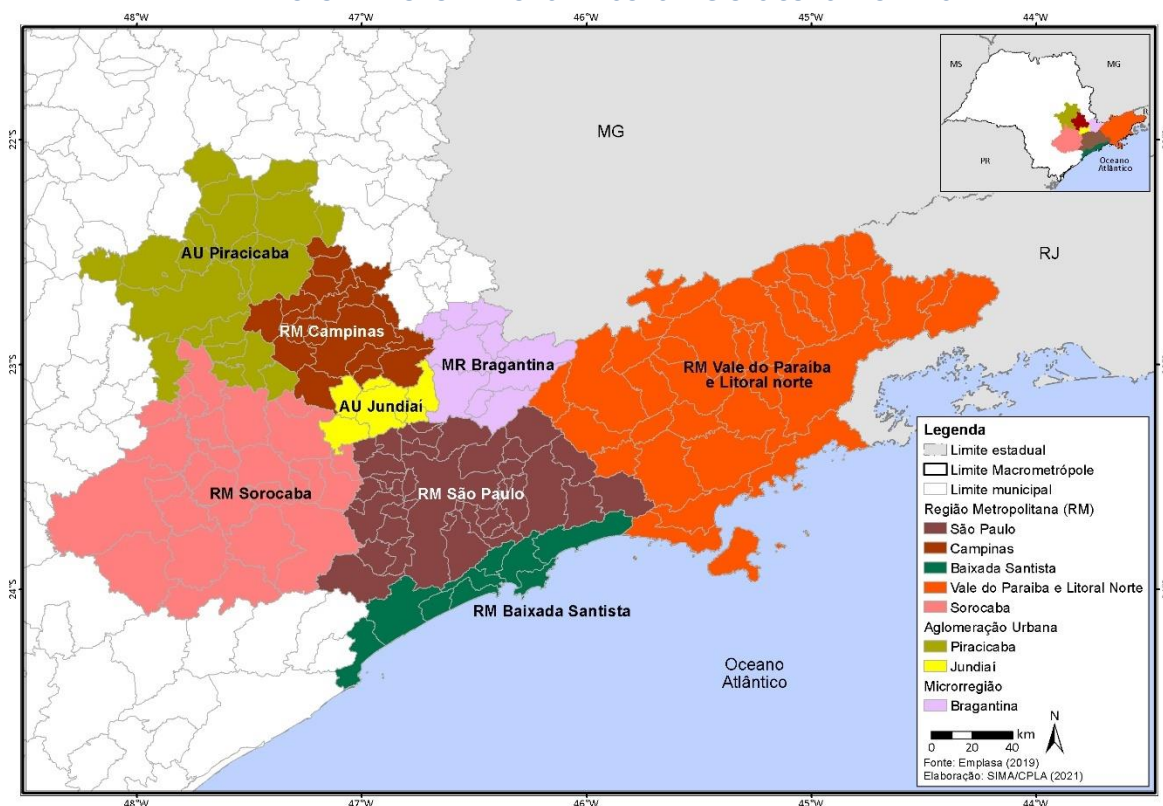 48°W 47°W 46°W 45°W 44°W
22°S
23°S
24°S
MG
RJ
AU Piracicaba
RM Campinas
MR Bragantina
AU Jundiaí
RM Vale do Paraiba
e Litoral norte
RM Sorocaba
RM São Paulo
RM Baixada Santista
Oceano
Atlântico
MS
MG
R
PR
Oceano
Atlântico
Legenda
Limite estadual
Limite Macrometrópole
Limite municipal
Região Metropolitana (RM)
São Paulo
Campinas
Baixada Santista
Vale do Paraiba e Litoral Norte
Sorocaba
Aglomeração Urbana
Piracicaba
Jundiaí
Microrregião
Bragantina
N
km
0 20 40
Fonte: Emplasa (2019)
Elaboração: SIMA/CPLA (2021)
22°S
23°S
24°S
48°W 47°W 46°W 45°W 44°W